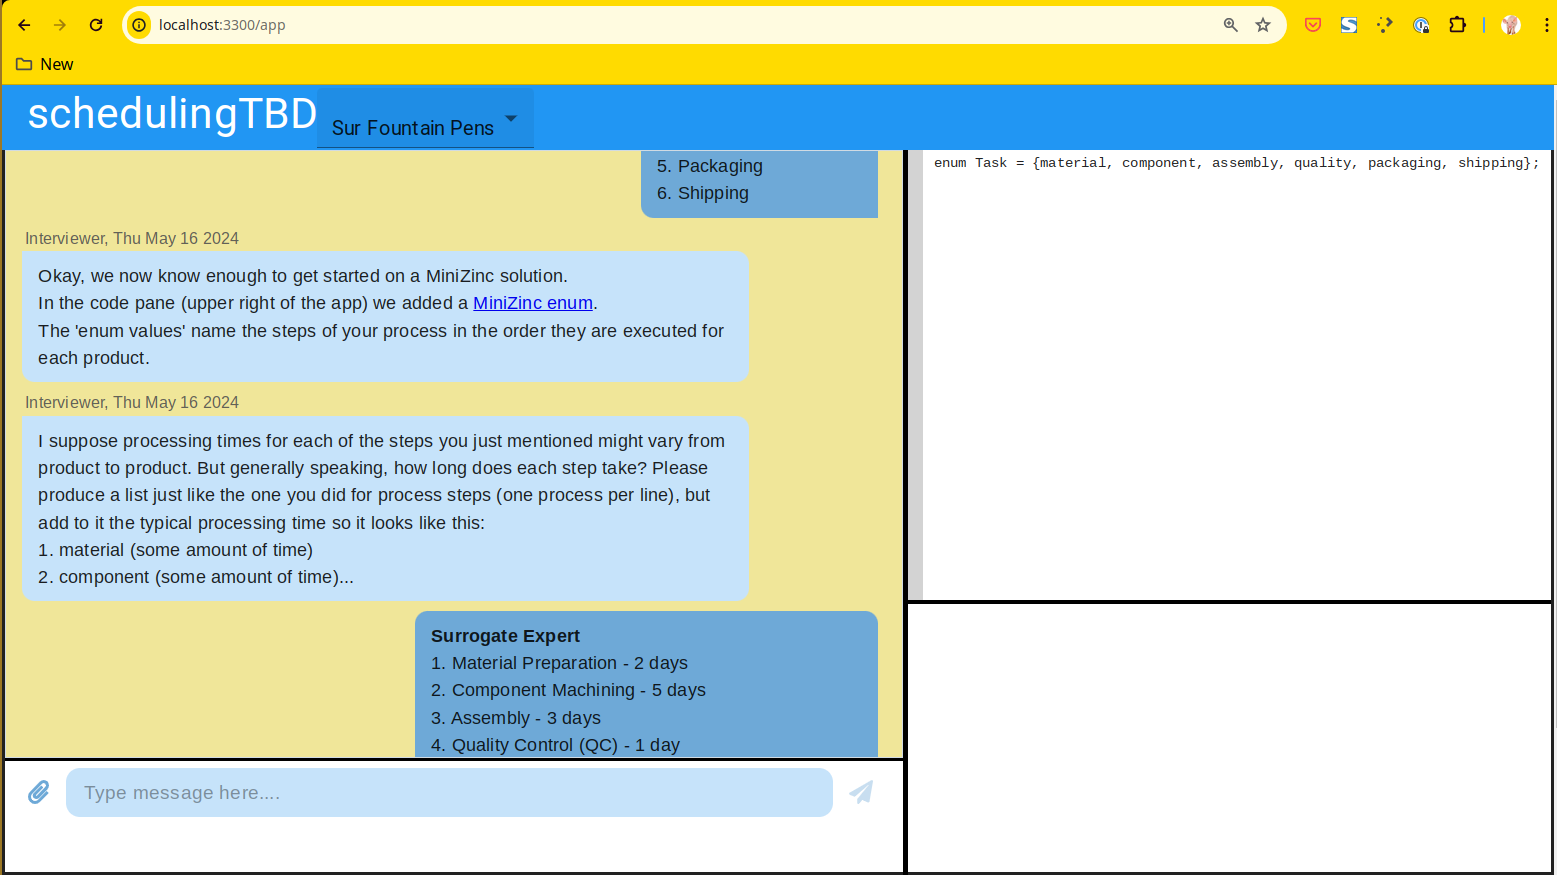 localhost:3300/app
New
schedulingTBD
Sur Fountain Pens
5. Packaging
6. Shipping
Interviewer, Thu May 16 2024
Okay, we now know enough to get started on a MiniZinc solution.
In the code pane (upper right of the app) we added a MiniZinc enum.
The 'enum values' name the steps of your process in the order they are executed for
each product.
Interviewer, Thu May 16 2024
I suppose processing times for each of the steps you just mentioned might vary from
product to product. But generally speaking, how long does each step take? Please
produce a list just like the one you did for process steps (one process per line), but
add to it the typical processing time so it looks like this:
1. material (some amount of time)
2. component (some amount of time)...
Surrogate Expert
1. Material Preparation - 2 days
2. Component Machining - 5 days
3. Assembly - 3 days
4. Quality Control (QC) - 1 day
Type message here....
enum Task = {material, component, assembly, quality, packaging, shipping};